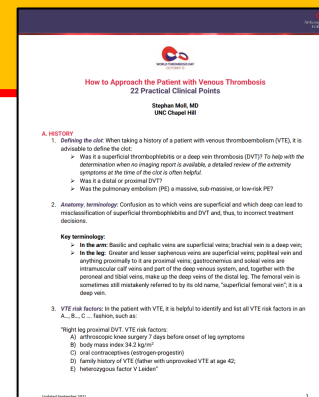 WORLD THROMBOSIS DAY
How to Approach the Patient with Venous Thrombosis
22 Practical Clinical Points
Stephan Moll, MD
UNC Chapel Hill
A. HISTORY
1. Defining the clot: When taking a history of a patient with venous thromboembolism (VTE), it is
advisable to define the clot:
➢ Was it a superficial thrombophlebitis or a deep vein thrombosis (DVT)? To help with the
determination when no imaging report is available, a detailed review of the extremity
symptoms at the time of the clot is often helpful.
➢ Was it a distal or proximal DVT?
➢ Was the pulmonary embolism (PE) a massive, sub-massive, or low-risk PE?
2. Anatomy, terminology: Confusion as to which veins are superficial and which deep can lead to
misclassification of superficial thrombophlebitis and DVT and, thus, to incorrect treatment
decisions.
Key terminology:
➢ In the arm: Basilic and cephalic veins are superficial veins; brachial vein is a deep vein;
➢ In the leg: Greater and lesser saphenous veins are superficial veins; popliteal vein and
anything proximally to it are proximal veins; gastrocnemius and soleal veins are
intramuscular calf veins and part of the deep venous system, and, together with the
peroneal and tibial veins, make up the deep veins of the distal leg. The femoral vein is
sometimes still mistakenly referred to by its old name, "superficial femoral vein"; it is a
deep vein.
3. VTE risk factors: In the patient with VTE, it is helpful to identify and list all VTE risk factors in an
A..., B..., C .... fashion, such as:
"Right leg proximal DVT. VTE risk factors:
A) arthroscopic knee surgery 7 days before onset of leg symptoms
B) body mass index 34.2 kg/m²
C) oral contraceptives (estrogen-progestin)
D) family history of VTE (father with unprovoked VTE at age 42;
E) heterozygous factor V Leiden"
1